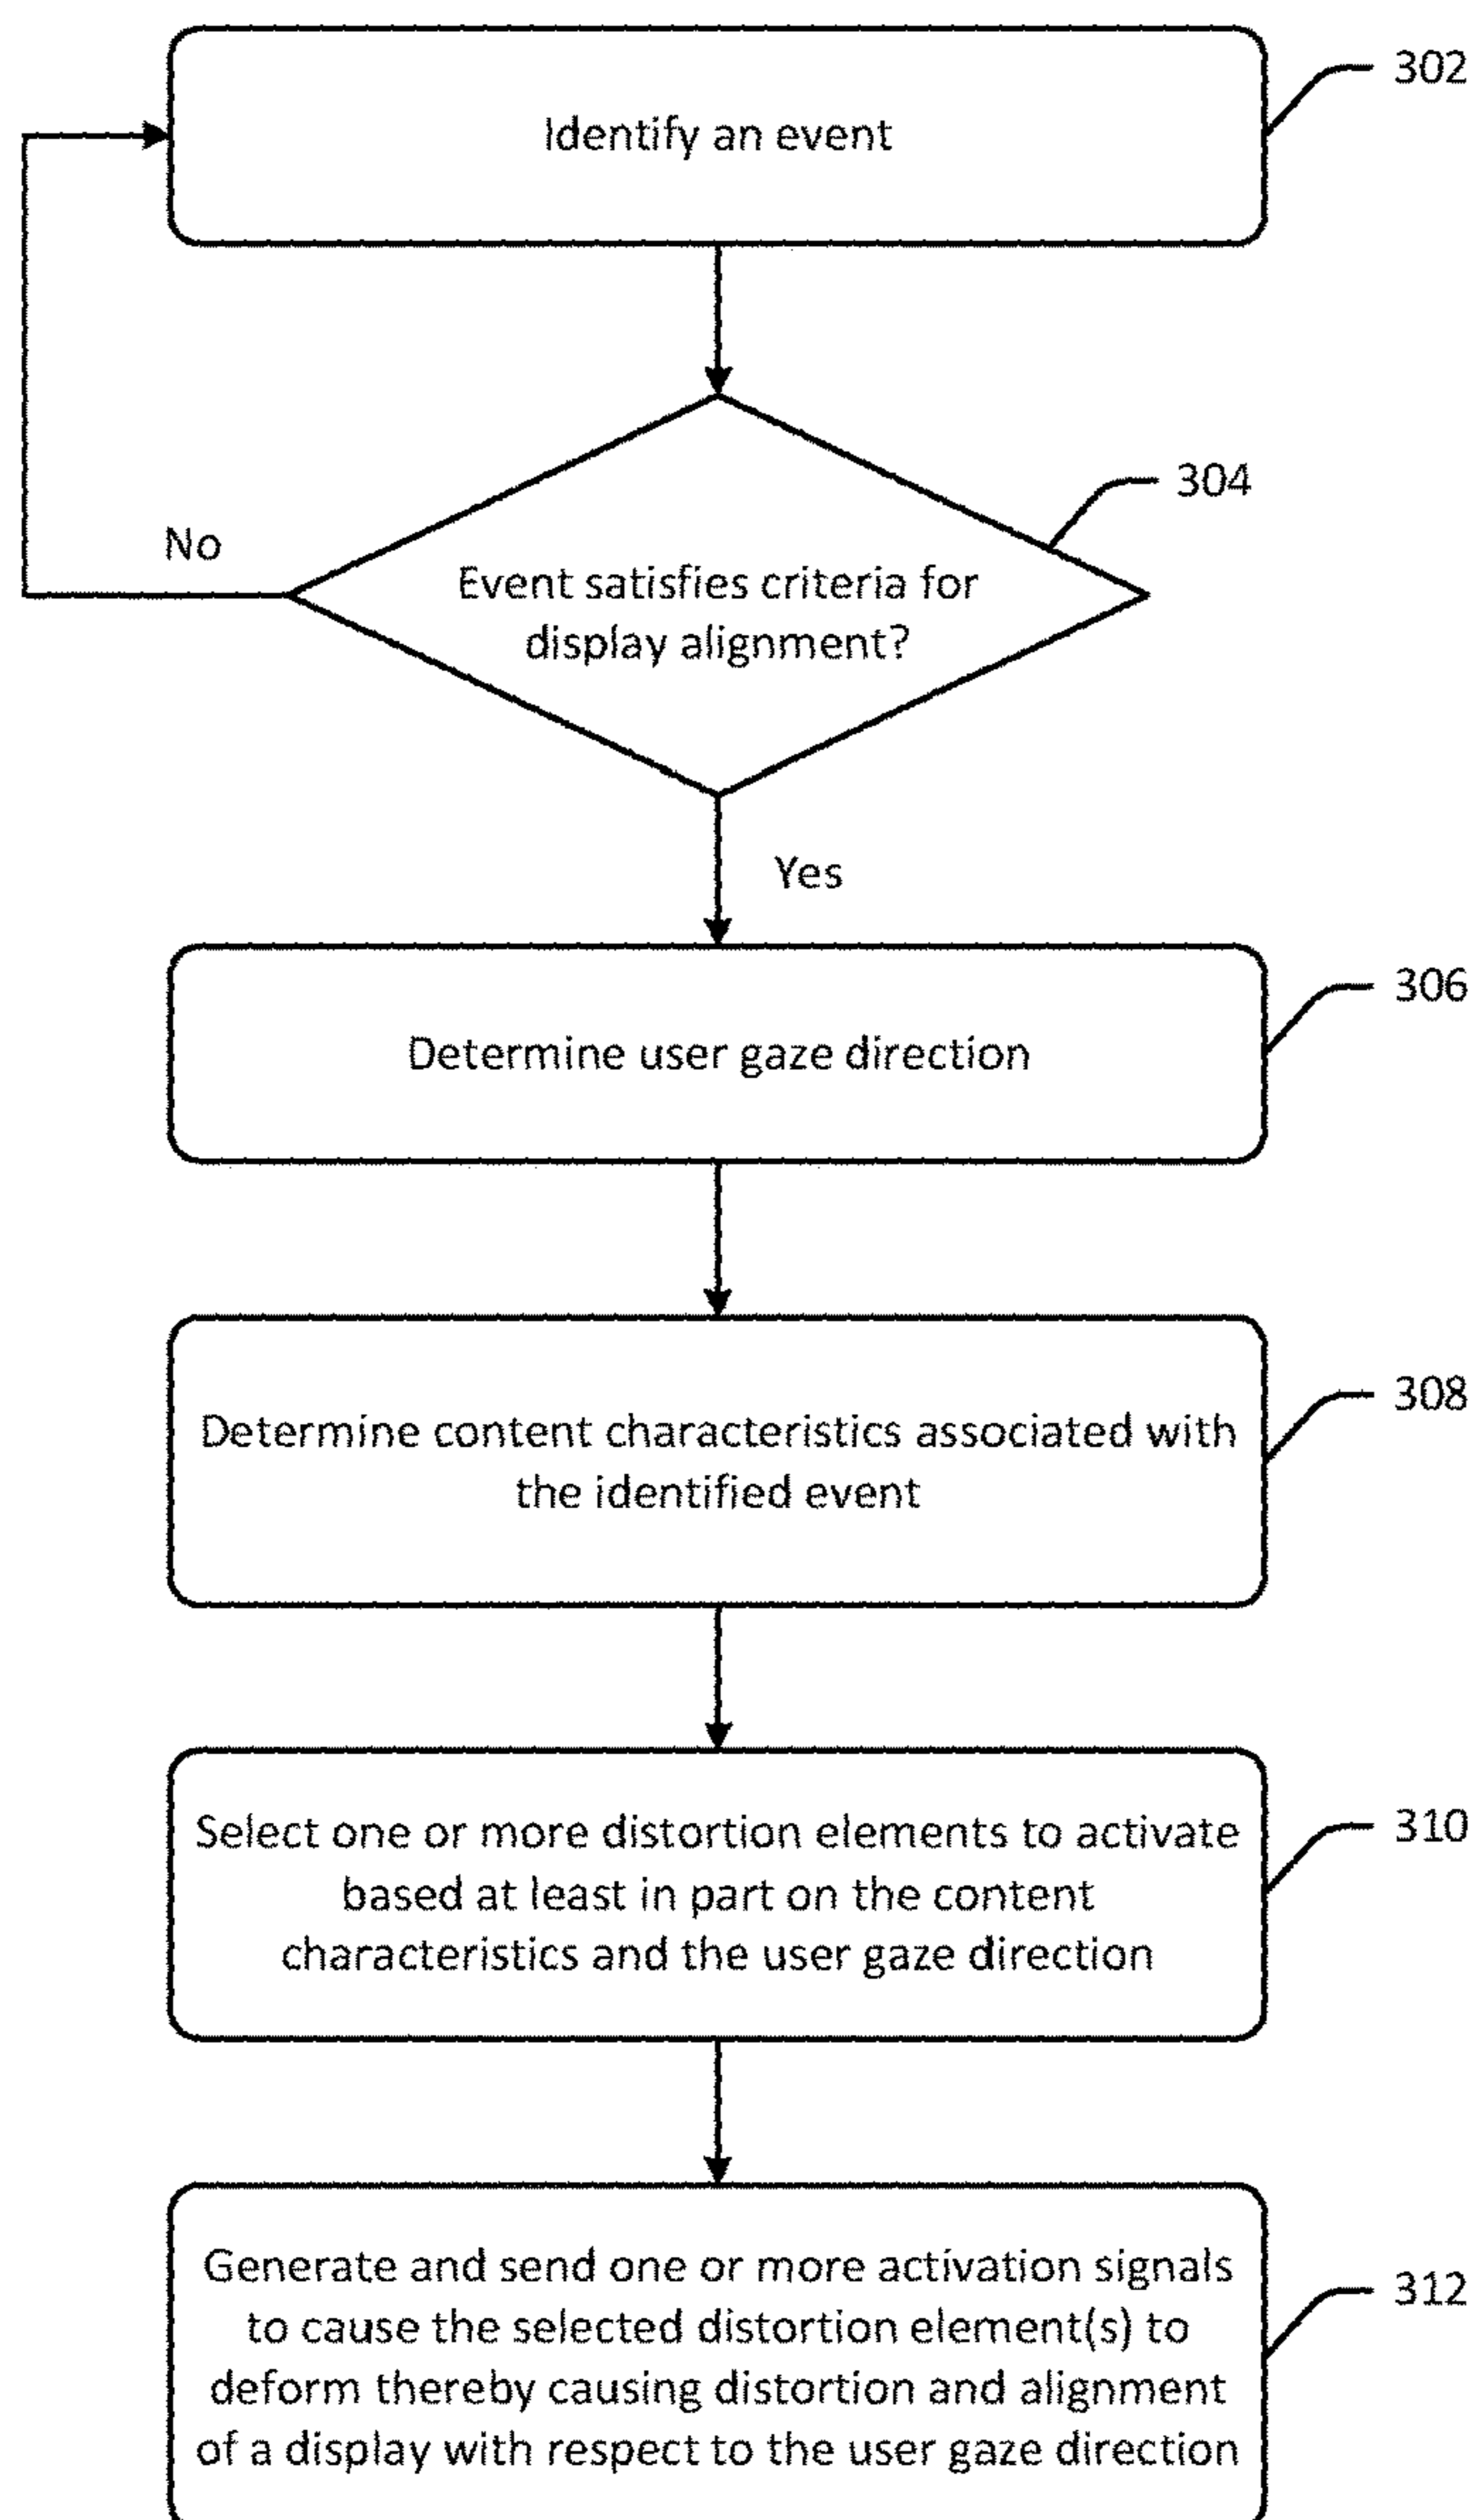 302
Identify an event
304
No
Event satisfies criteria for
display alignment?
Yes
306
Determine user gaze direction
308
Determine content characteristics associated with
the identified event
310
Select one or more distortion elements to activate
based at least in part on the content
characteristics and the user gaze direction
312
Generate and send one or more activation signals
to cause the selected distortion element(s) to
deform thereby causing distortion and alignment
of a display with respect to the user gaze direction